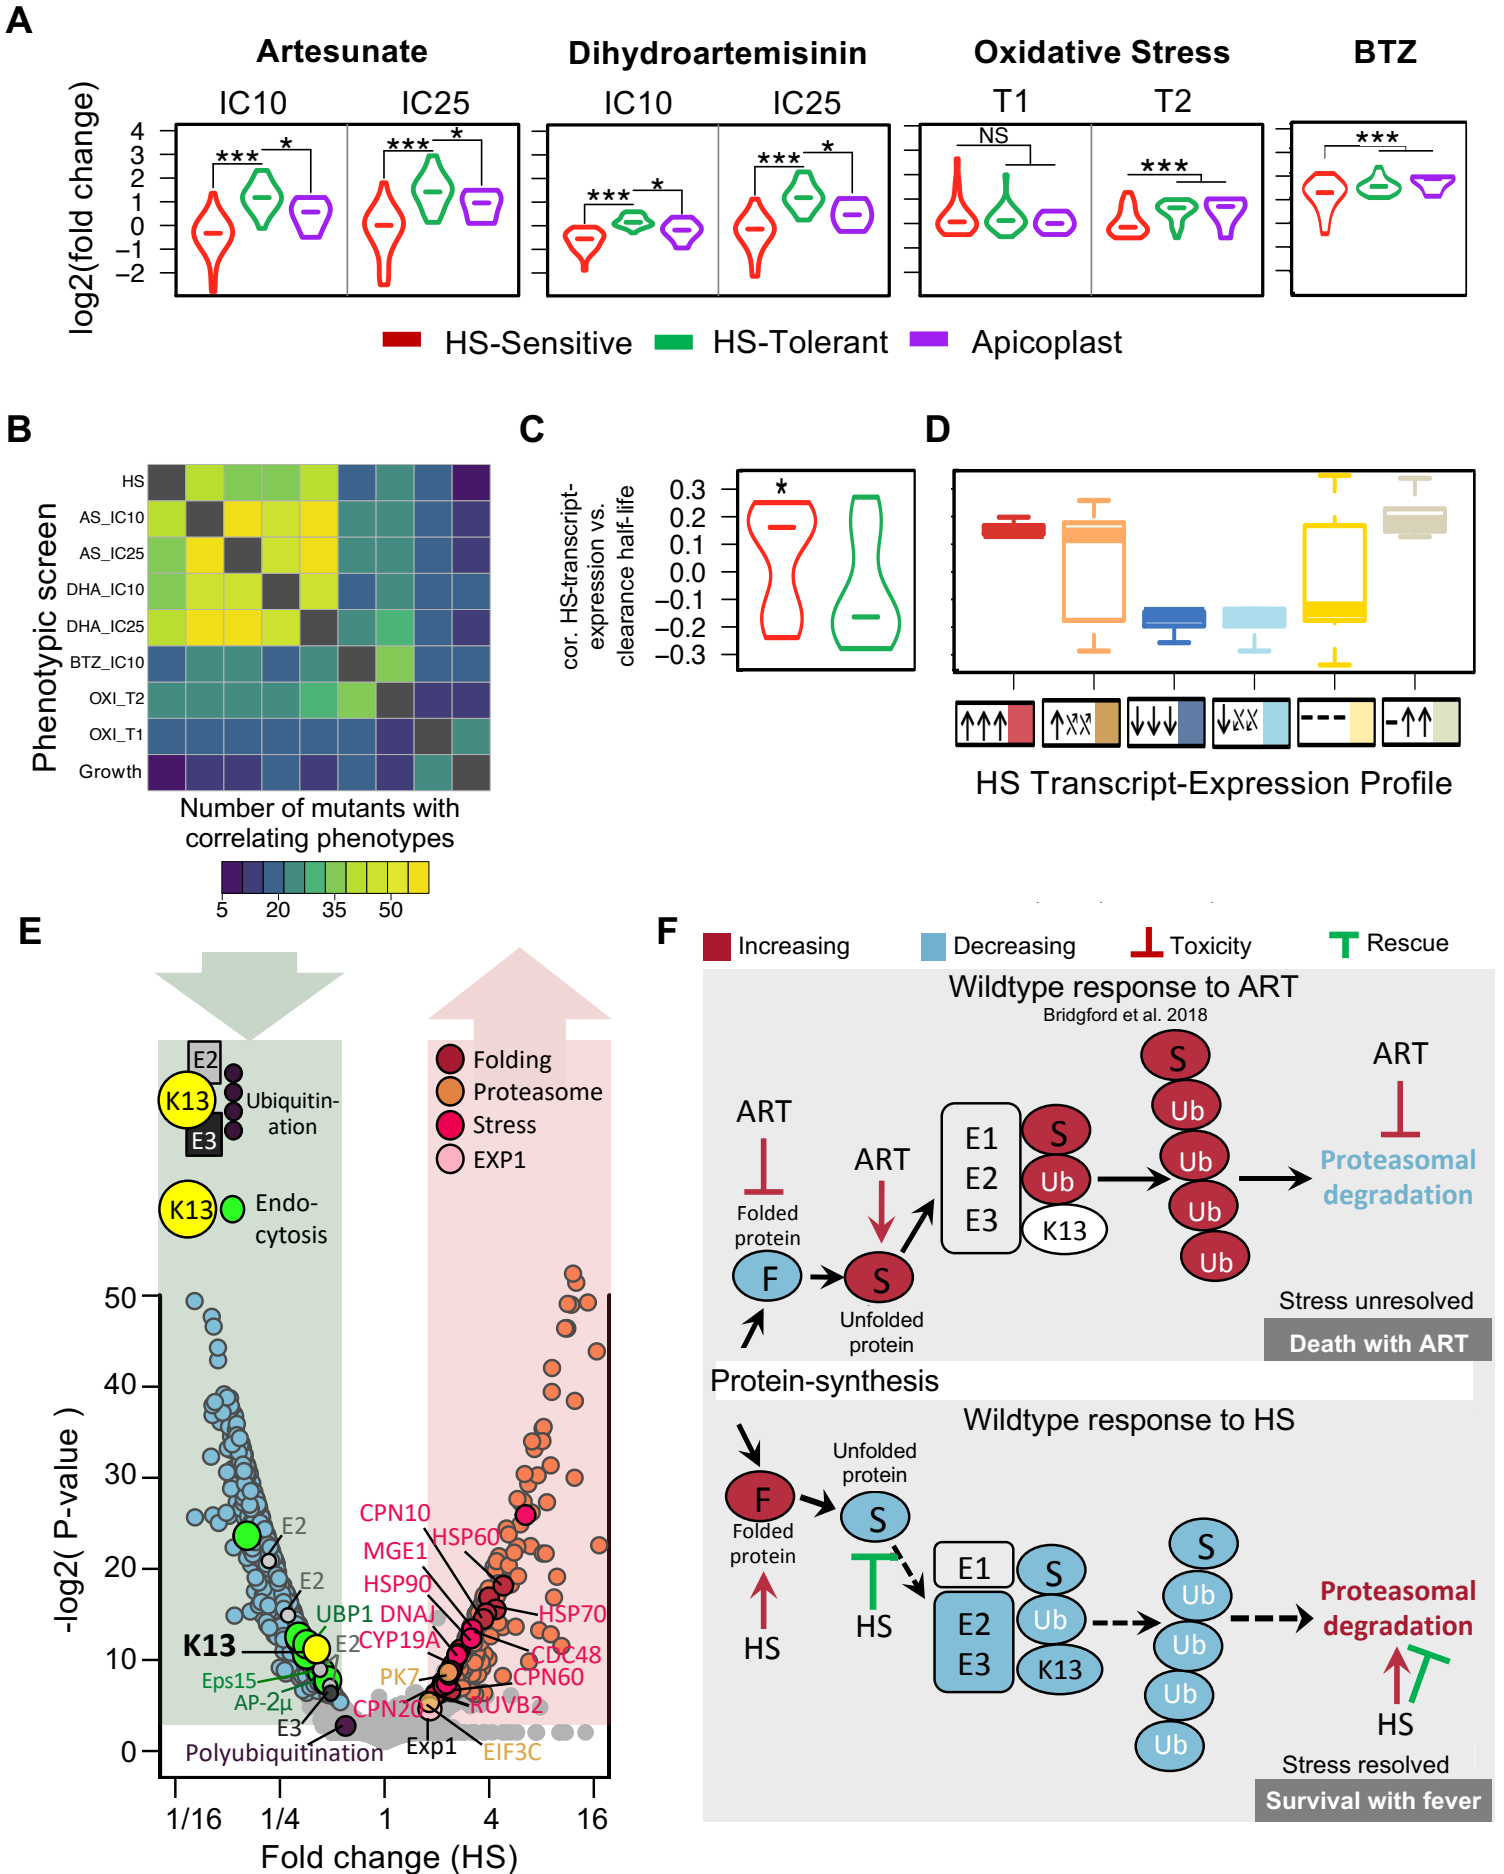 A
Artesunate
Dihydroartemisinin
Oxidative Stress
BTZ
IC10
IC25
IC10
IC25
T1
T2
log2(fold change)
4
3
2
1
0
−1
−2
***
*
***
*
***
*
***
*
NS
***
***
HS-Sensitive
HS-Tolerant
Apicoplast
B
Phenotypic screen
HS
AS_IC10
AS_IC25
DHA_IC10
DHA_IC25
BTZ_IC10
OXI_T2
OXI_T1
Growth
Number of mutants with
correlating phenotypes
5 20 35 50
C
cor. HS-transcript-
expression vs.
clearance half-life
0.3
0.2
0.1
0.0
−0.1
−0.2
−0.3
*
D
HS Transcript-Expression Profile
E
E2
K13
E3
Ubiquitin-
ation
K13
Endo-
cytosis
Folding
Proteasome
Stress
EXP1
-log2( P-value )
50
40
30
20
10
0
E2
E2
UBP1
K13
E2
Eps15
AP-2µ
E3
Polyubiquitination
CPN10
HSP60
MGE1
HSP90
DNAJ
HSP70
CYP19A
CDC48
PK7
CPN60
CPN20
RUVB2
Exp1
EIF3C
1/16
1/4
1
4
16
Fold change (HS)
F
Increasing
Decreasing
Toxicity
Rescue
Wildtype response to ART
Bridgford et al. 2018
ART
Folded
protein
F
ART
S
Unfolded
protein
E1
E2
E3
S
Ub
K13
S
Ub
Ub
Ub
Ub
ART
Proteasomal
degradation
Stress unresolved
Death with ART
Protein-synthesis
Wildtype response to HS
F
Folded
protein
HS
Unfolded
protein
S
HS
E1
E2
E3
S
Ub
K13
S
Ub
Ub
Ub
Ub
Proteasomal
degradation
HS
Stress resolved
Survival with fever